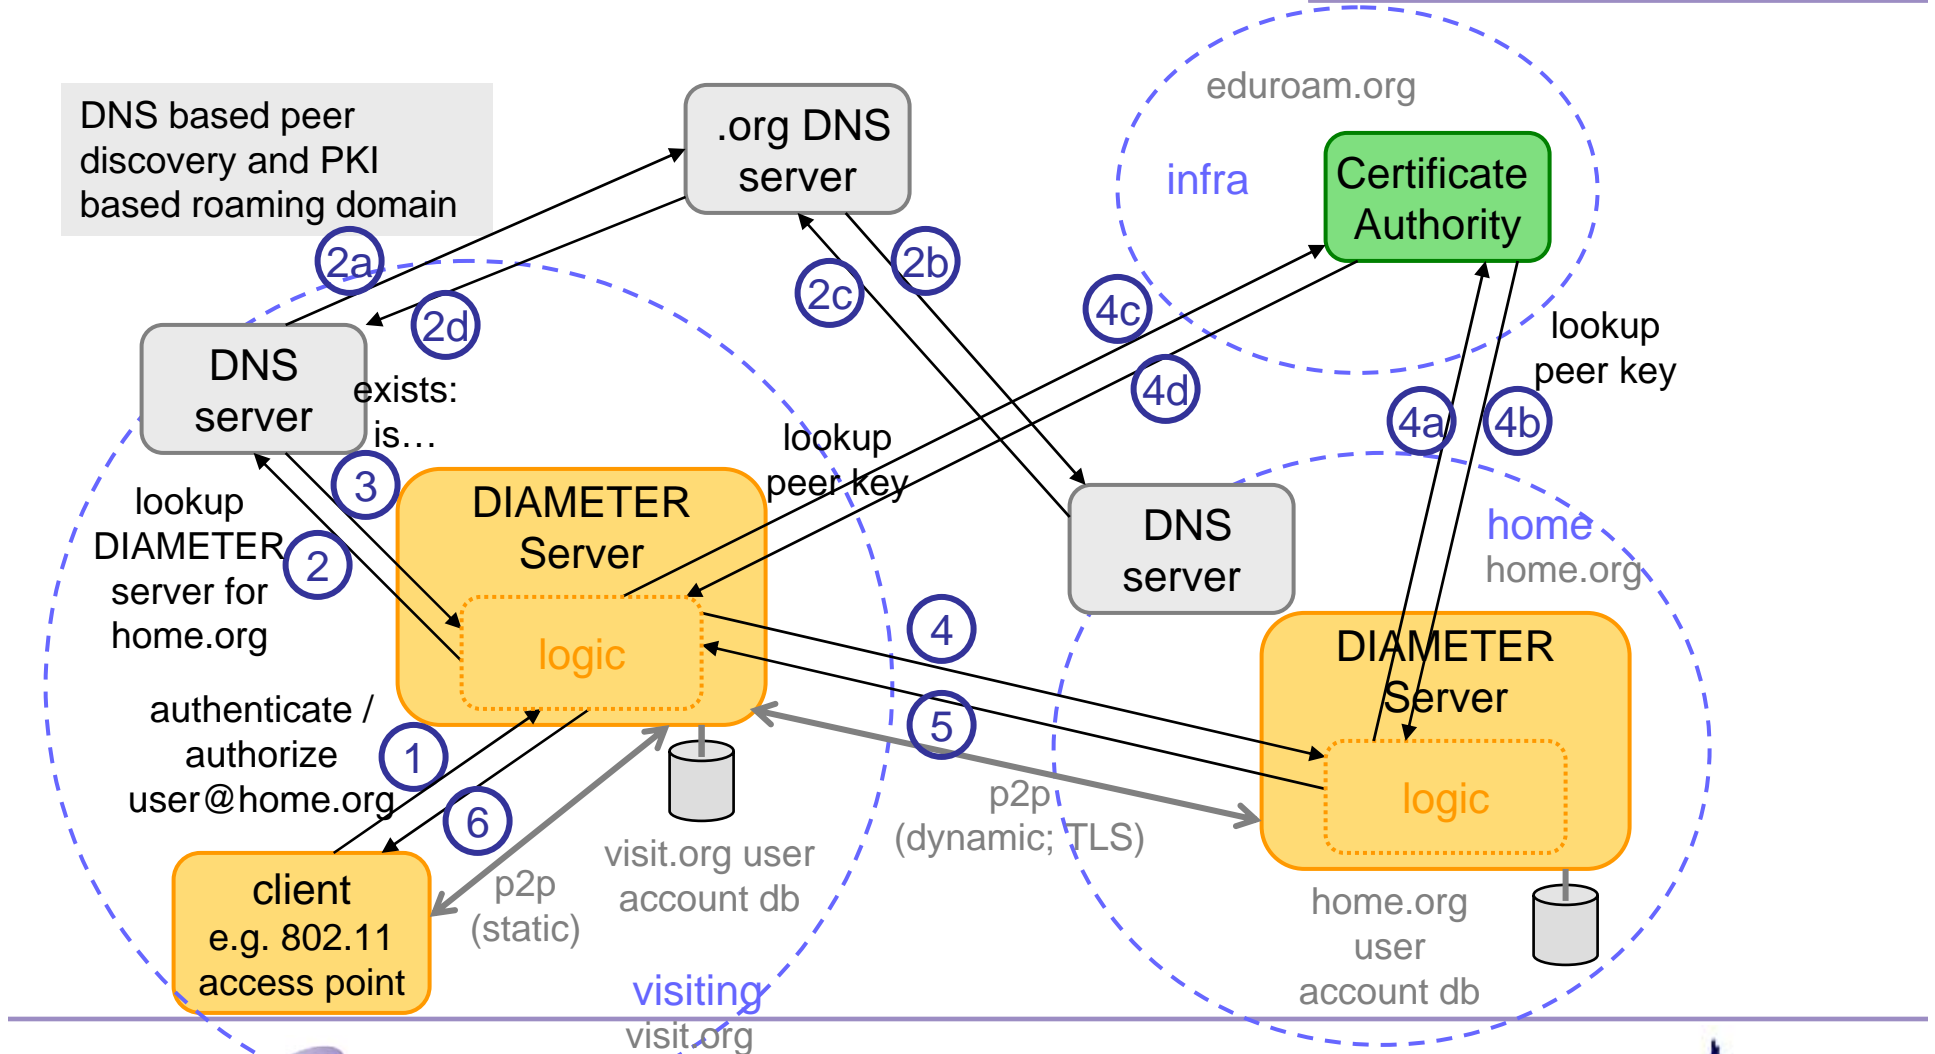 DNS based peer
discovery and PKI
based roaming domain
.org DNS
server
eduroam.org
infra
Certificate
Authority
2a
2d
2b
2c
4c
4d
lookup
peer key
4a
4b
DNS
server
exists:
is…
3
lookup
DIAMETER
server for
home.org
2
DIAMETER
Server
logic
lookup
peer key
DNS
server
home
home.org
DIAMETER
Server
logic
4
5
authenticate /
authorize
user@home.org
1
6
p2p
(dynamic; TLS)
visit.org user
account db
p2p
(static)
client
e.g. 802.11
access point
home.org
user
account db
visiting
visit.org